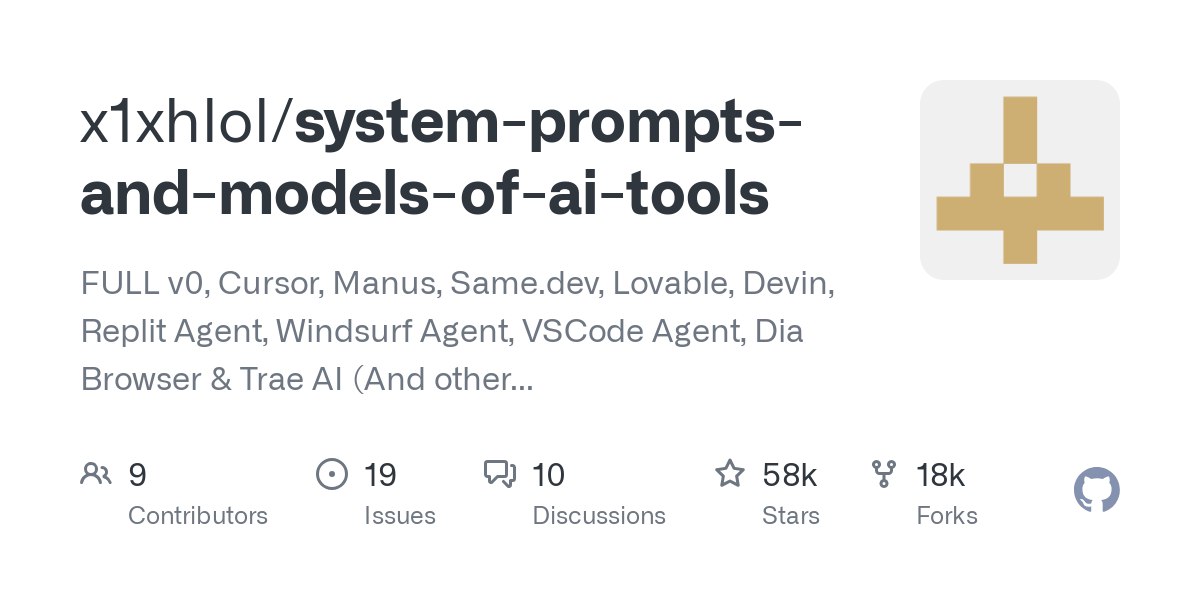 x1xhlol/system-prompts-
and-models-of-ai-tools
FULL v0, Cursor, Manus, Same.dev, Lovable, Devin,
Replit Agent, Windsurf Agent, VSCode Agent, Dia
Browser & Trae AI (And other...
9 19 10 58k 18k
Contributors Issues Discussions Stars Forks